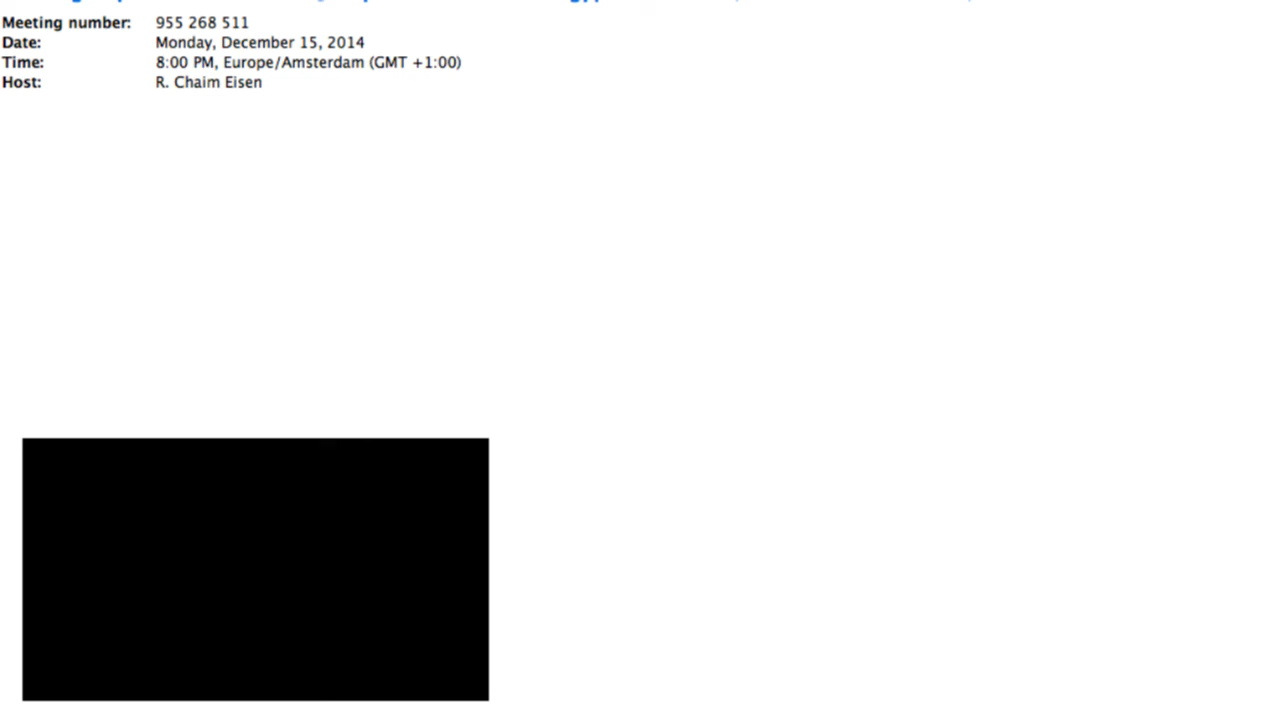 Meeting number: 955 268 511
Date: Monday, December 15, 2014
Time: 8:00 PM, Europe/Amsterdam (GMT +1:00)
Host: R. Chaim Eisen